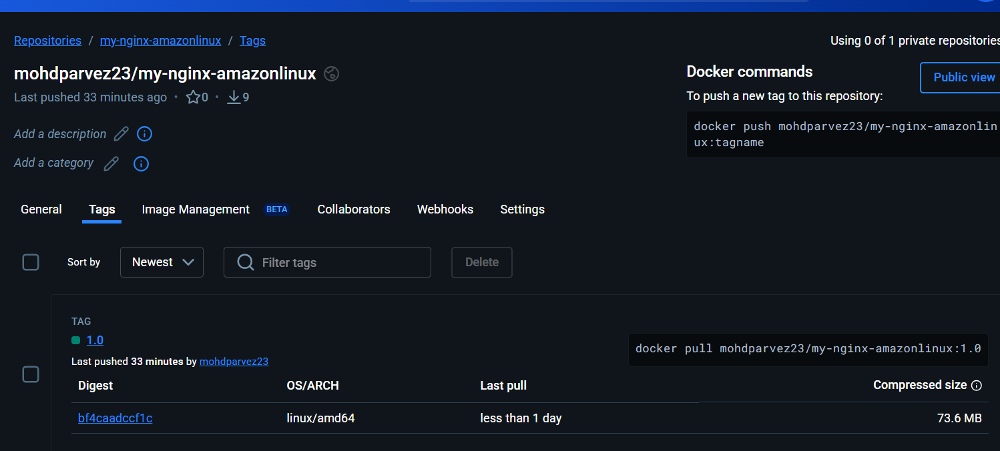 Repositories / my-nginx-amazonlinux / Tags
Using 0 of 1 private repositories
mohdparvez23/my-nginx-amazonlinux
Last pushed 33 minutes ago • 0 • 9
Add a description
Add a category
Docker commands
Public view
To push a new tag to this repository:
docker push mohdparvez23/my-nginx-amazonlin
ux:tagname
General Tags Image Management BETA Collaborators Webhooks Settings
Sort by Newest Filter tags Delete
TAG
1.0
docker pull mohdparvez23/my-nginx-amazonlinux:1.0
Last pushed 33 minutes by mohdparvez23
Digest OS/ARCH Last pull Compressed size
bf4caadccf1c linux/amd64 less than 1 day 73.6 MB